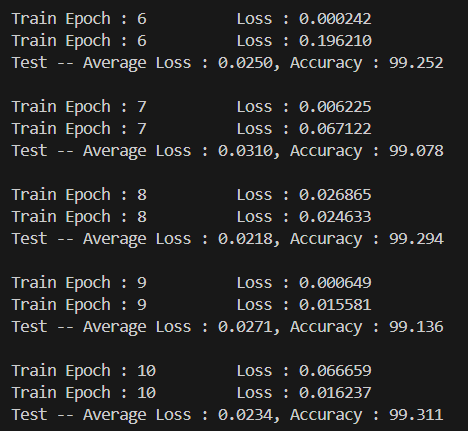 Train Epoch : 6 Loss : 0.000242
Train Epoch : 6 Loss : 0.196210
Test -- Average Loss : 0.0250, Accuracy : 99.252
Train Epoch : 7 Loss : 0.006225
Train Epoch : 7 Loss : 0.067122
Test -- Average Loss : 0.0310, Accuracy : 99.078
Train Epoch : 8 Loss : 0.026865
Train Epoch : 8 Loss : 0.024633
Test -- Average Loss : 0.0218, Accuracy : 99.294
Train Epoch : 9 Loss : 0.000649
Train Epoch : 9 Loss : 0.015581
Test -- Average Loss : 0.0271, Accuracy : 99.136
Train Epoch : 10 Loss : 0.066659
Train Epoch : 10 Loss : 0.016237
Test -- Average Loss : 0.0234, Accuracy : 99.311